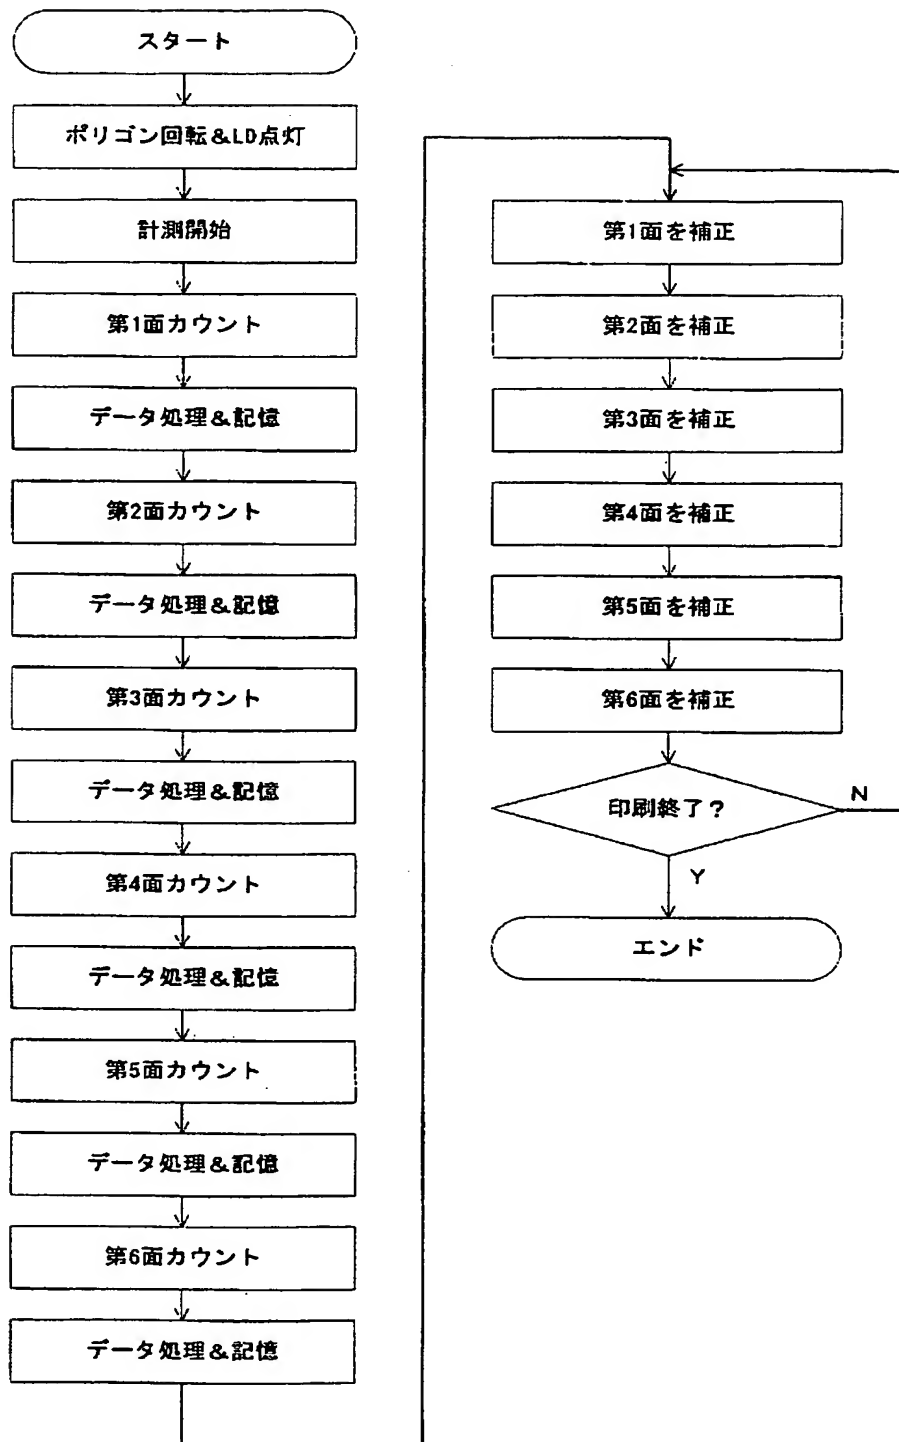 スタート
ポリゴン回転&LD点灯
計測開始
第1面カウント
データ処理&記憶
第2面カウント
データ処理&記憶
第3面カウント
データ処理&記憶
第4面カウント
データ処理&記憶
第5面カウント
データ処理&記憶
第6面カウント
データ処理&記憶
第1面を補正
第2面を補正
第3面を補正
第4面を補正
第5面を補正
第6面を補正
印刷終了?
N
Y
エンド